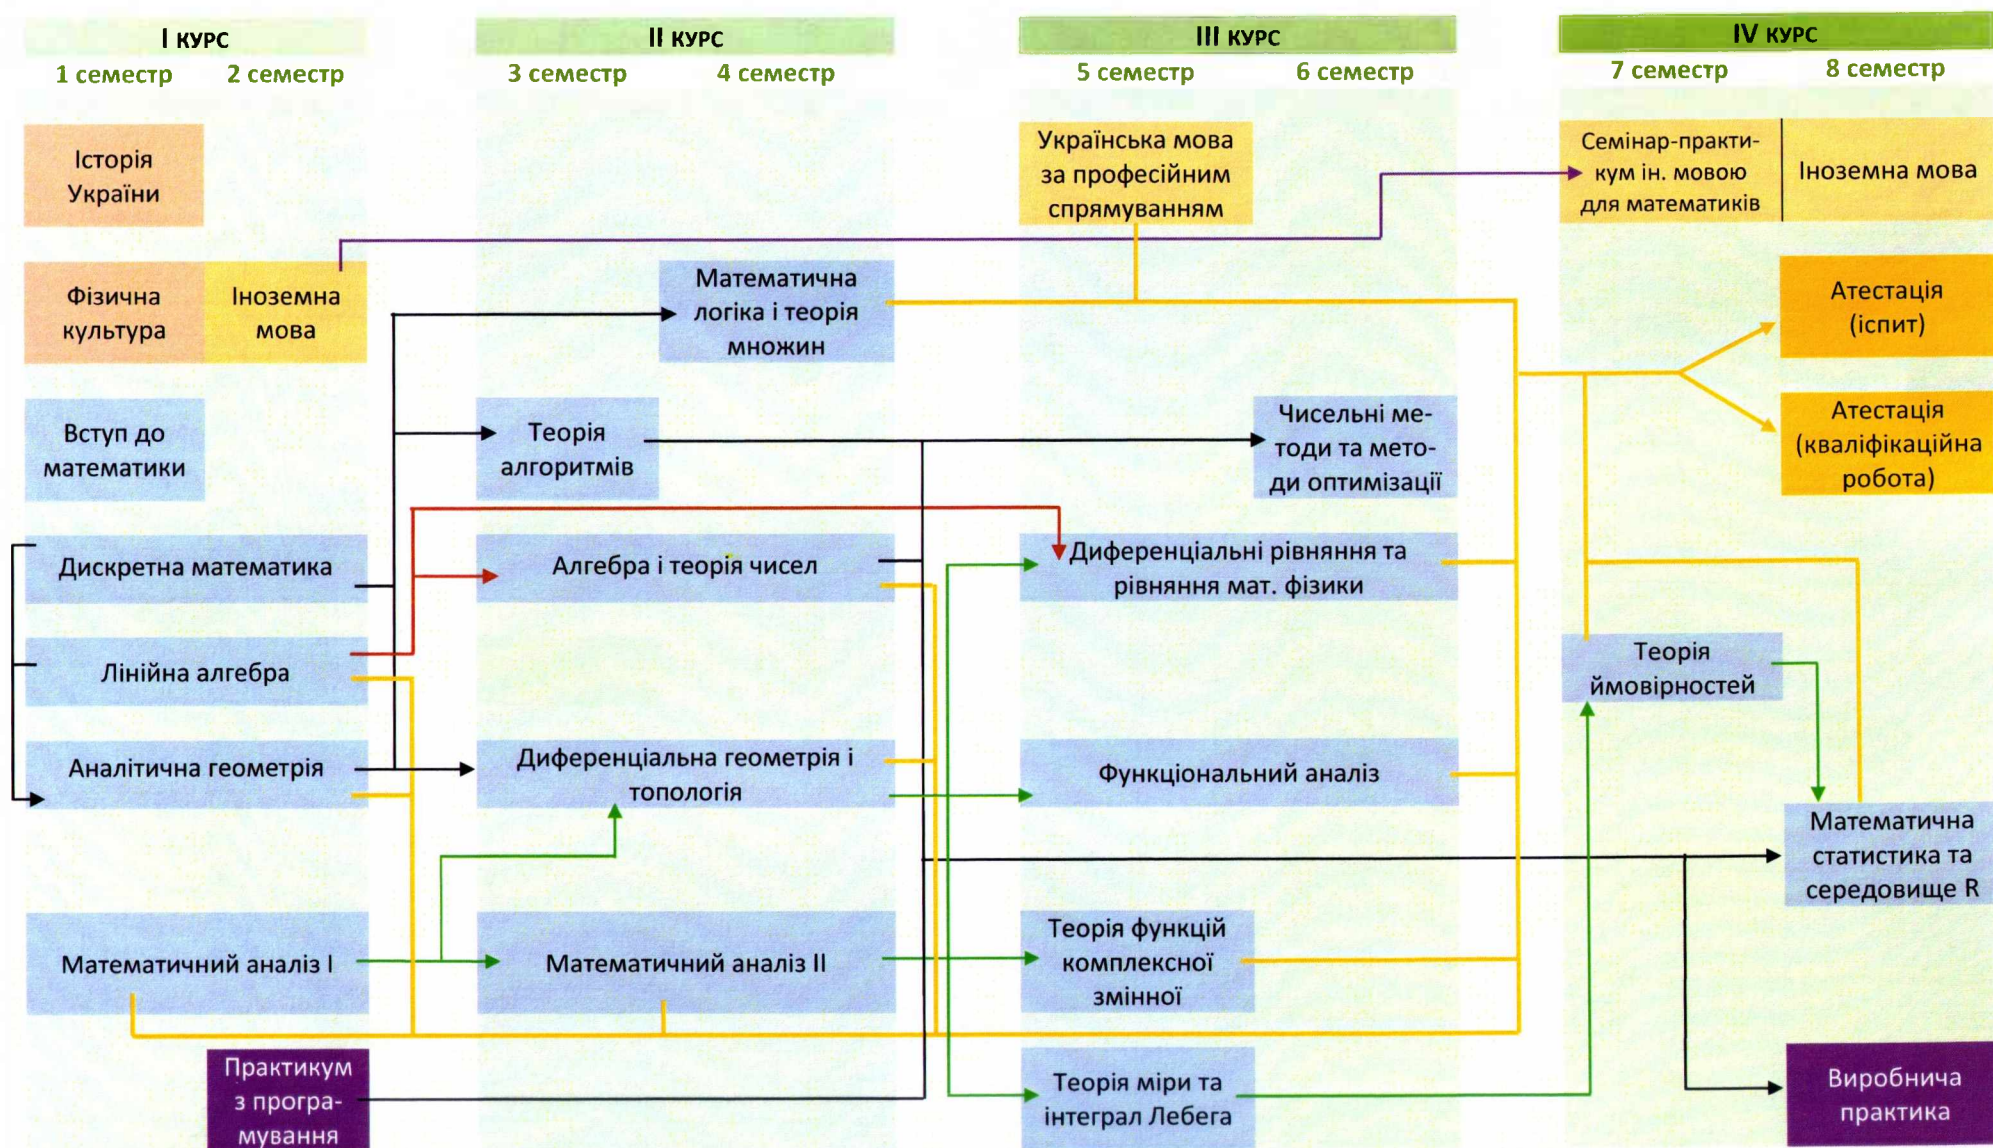 І КУРС
ІІ КУРС
ІІІ КУРС
IV КУРС
1 семестр
2 семестр
3 семестр
4 семестр
5 семестр
6 семестр
7 семестр
8 семестр
Історія
України
Українська мова
за професійним
спрямуванням
Семінар-практи-
кум ін. мовою
для математиків
Іноземна мова
Фізична
культура
Іноземна
мова
Математична
логіка і теорія
множин
Атестація
(іспит)
Вступ до
математики
Теорія
алгоритмів
Чисельні ме-
тоди та мето-
ди оптимізації
Атестація
(кваліфікаційна
робота)
Дискретна математика
Алгебра і теорія чисел
Диференціальні рівняння та
рівняння мат. фізики
Лінійна алгебра
Теорія
ймовірностей
Аналітична геометрія
Диференціальна геометрія і
топологія
Функціональний аналіз
Математична
статистика та
середовище R
Математичний аналіз І
Математичний аналіз ІІ
Теорія функцій
комплексної
змінної
Практикум
з програ-
мування
Теорія міри та
інтеграл Лебега
Виробнича
практика